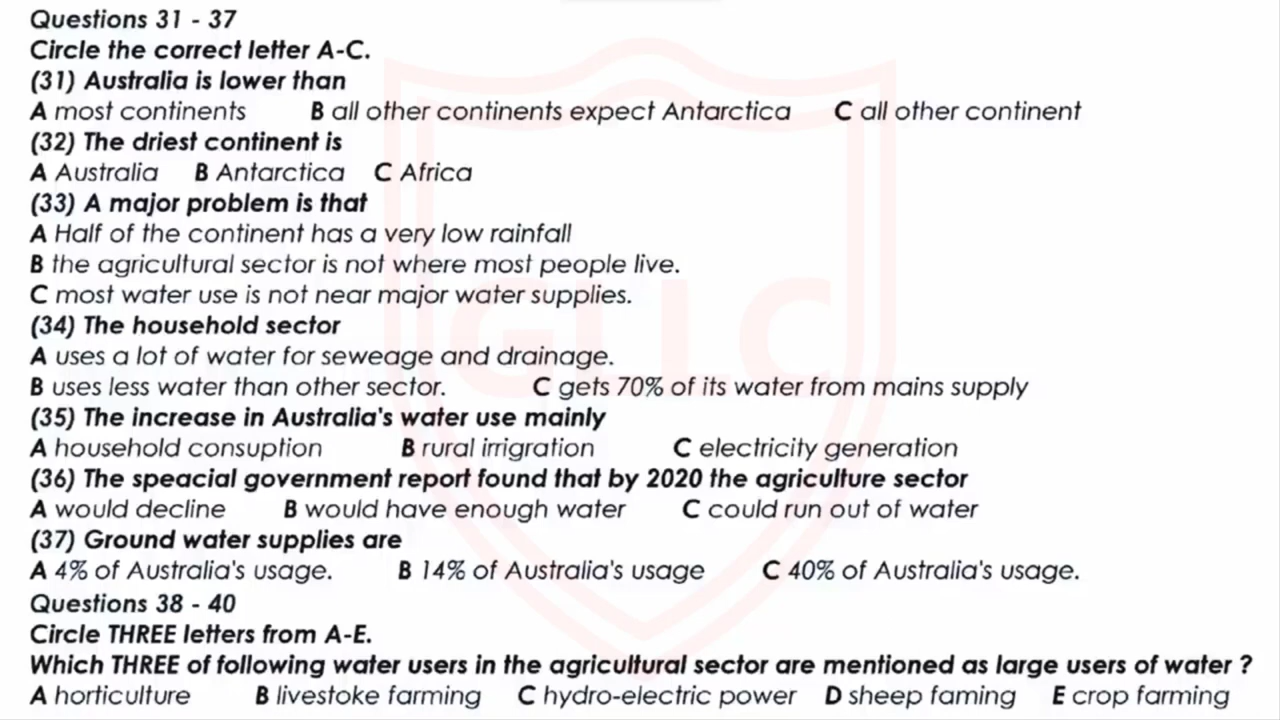 Questions 31 - 37
Circle the correct letter A-C.
(31) Australia is lower than
A most continents B all other continents expect Antarctica C all other continent
(32) The driest continent is
A Australia B Antarctica C Africa
(33) A major problem is that
A Half of the continent has a very low rainfall
B the agricultural sector is not where most people live.
C most water use is not near major water supplies.
(34) The household sector
A uses a lot of water for seweage and drainage.
B uses less water than other sector. C gets 70% of its water from mains supply
(35) The increase in Australia's water use mainly
A household consuption B rural irrigration C electricity generation
(36) The speacial government report found that by 2020 the agriculture sector
A would decline B would have enough water C could run out of water
(37) Ground water supplies are
A 4% of Australia's usage. B 14% of Australia's usage C 40% of Australia's usage.
Questions 38 - 40
Circle THREE letters from A-E.
Which THREE of following water users in the agricultural sector are mentioned as large users of water ?
A horticulture B livestoke farming C hydro-electric power D sheep faming E crop farming
GLLC